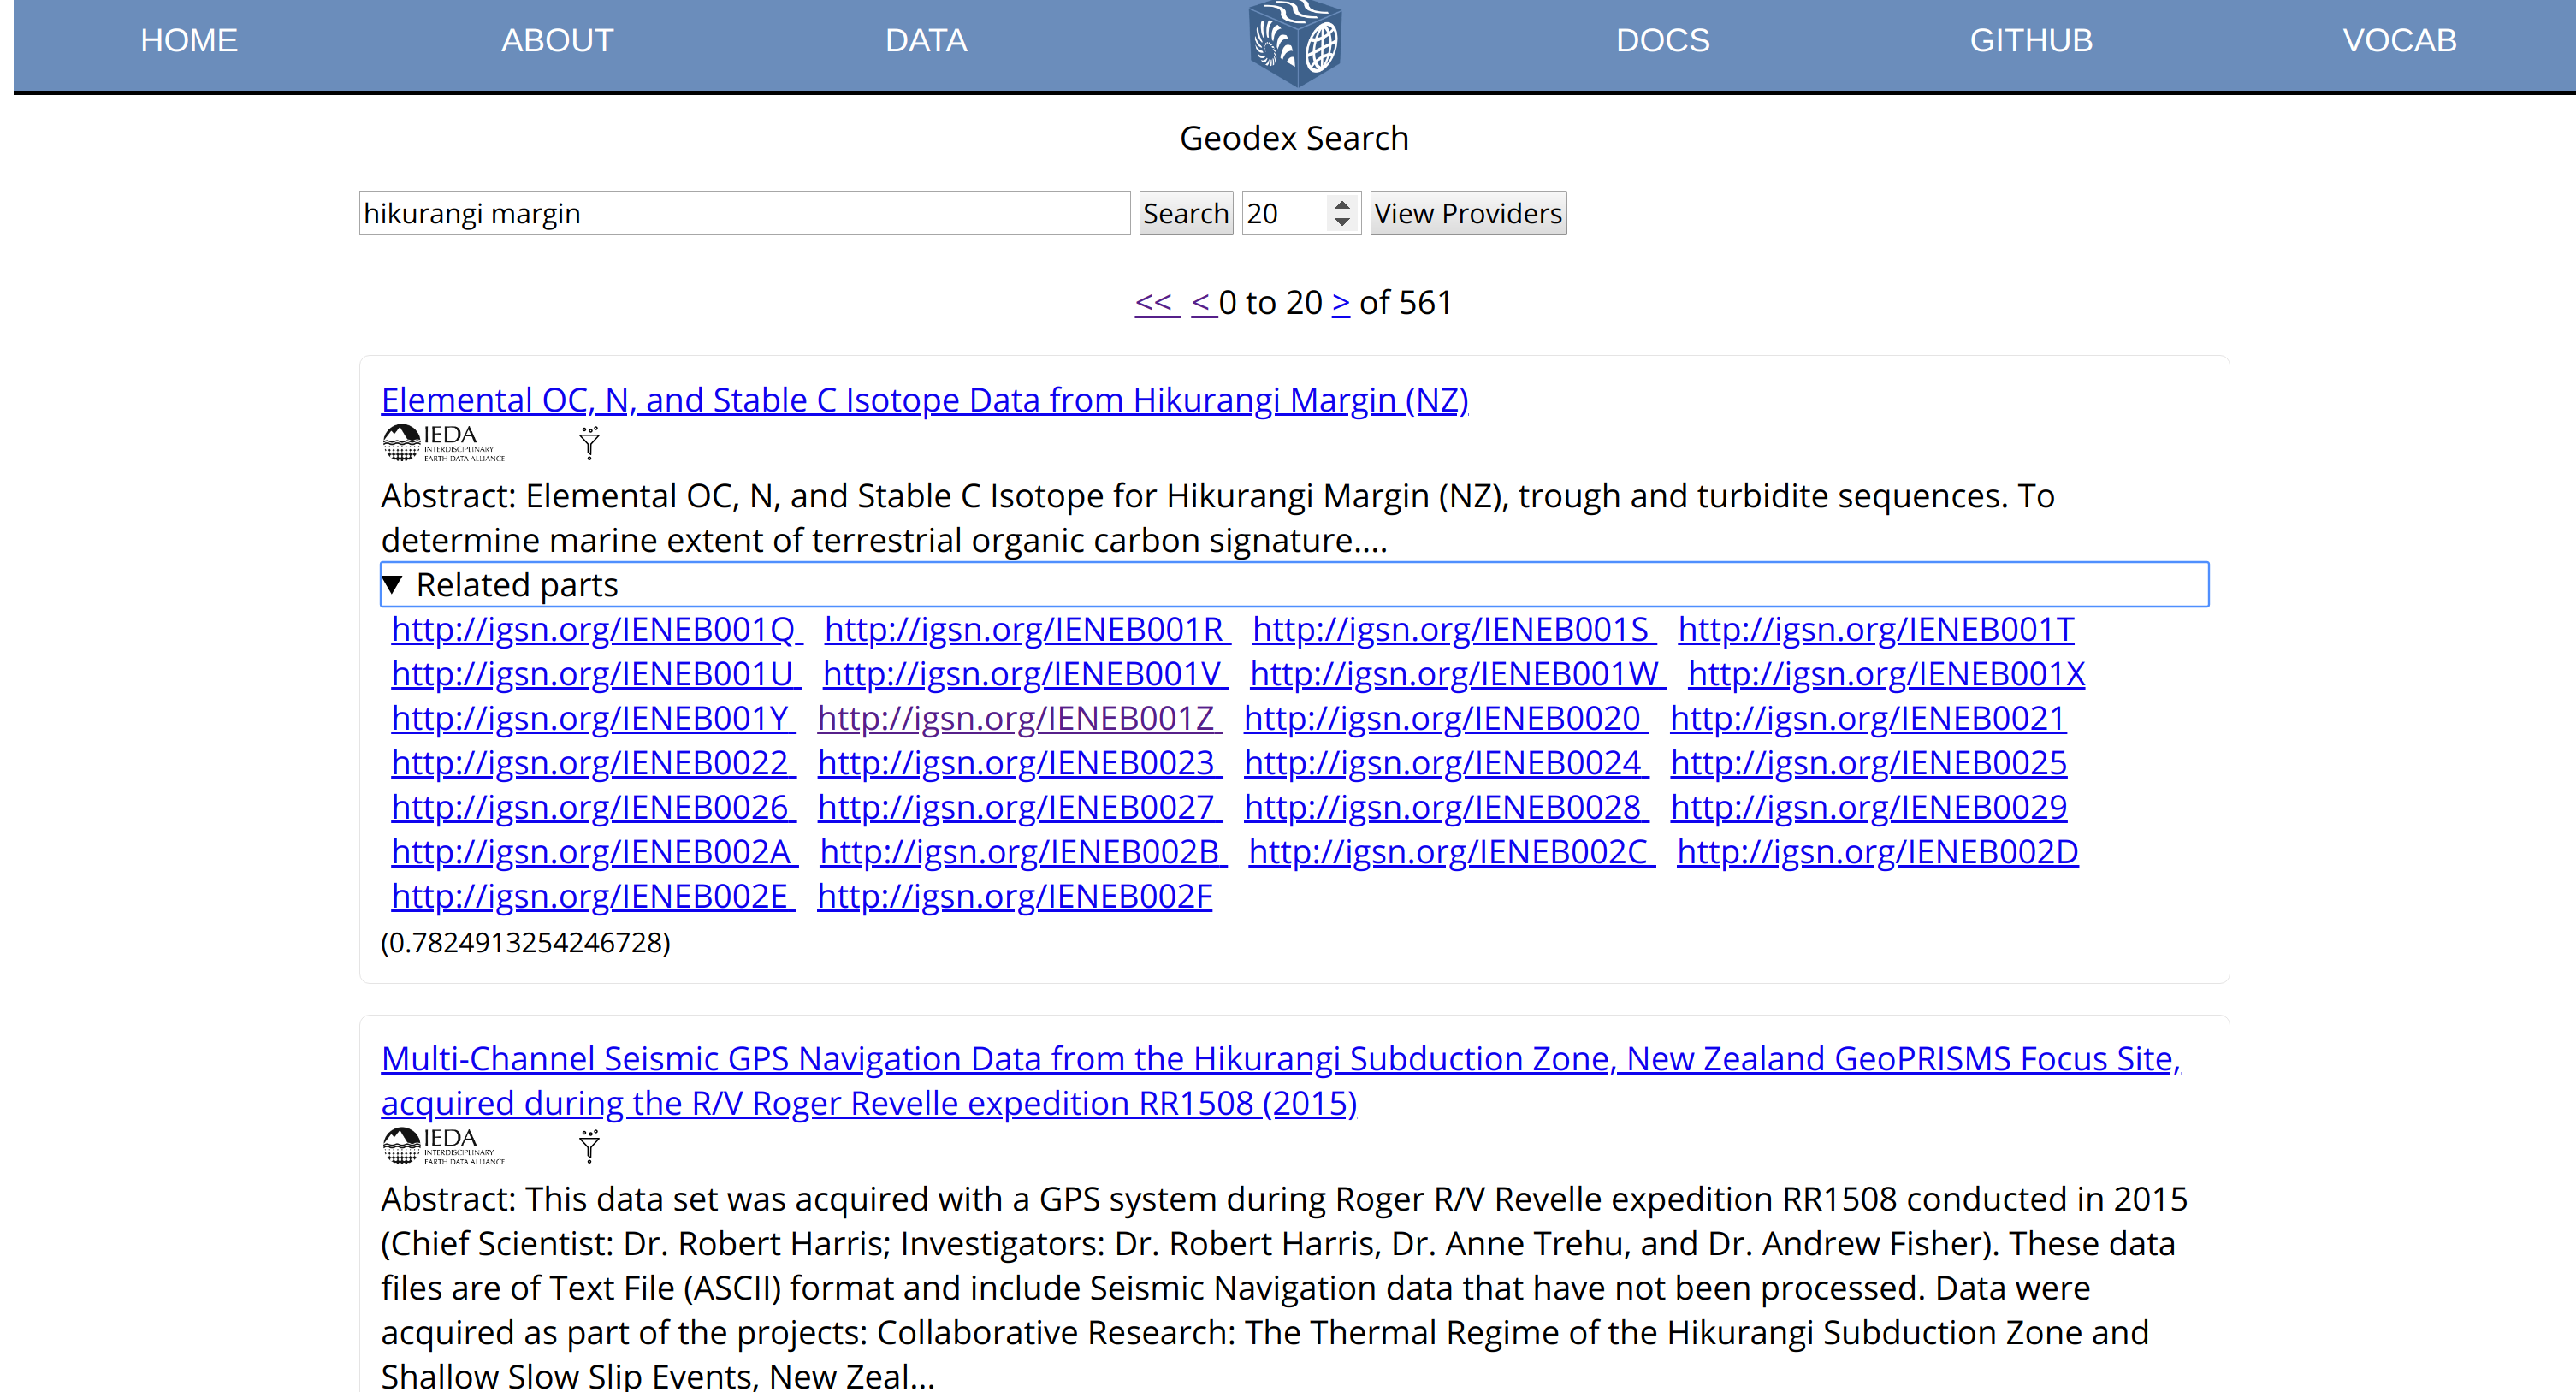 HOME ABOUT DATA DOCS GITHUB VOCAB
Geodex Search
hikurangi margin Search 20 View Providers
<< < 0 to 20 > of 561
Elemental OC, N, and Stable C Isotope Data from Hikurangi Margin (NZ)
IEDA
INTERDISCIPLINARY
EARTH DATA ALLIANCE
Abstract: Elemental OC, N, and Stable C Isotope for Hikurangi Margin (NZ), trough and turbidite sequences. To
determine marine extent of terrestrial organic carbon signature....
▼ Related parts
http://igsn.org/IENEB001Q http://igsn.org/IENEB001R http://igsn.org/IENEB001S http://igsn.org/IENEB001T
http://igsn.org/IENEB001U http://igsn.org/IENEB001V http://igsn.org/IENEB001W http://igsn.org/IENEB001X
http://igsn.org/IENEB001Y http://igsn.org/IENEB001Z http://igsn.org/IENEB0020 http://igsn.org/IENEB0021
http://igsn.org/IENEB0022 http://igsn.org/IENEB0023 http://igsn.org/IENEB0024 http://igsn.org/IENEB0025
http://igsn.org/IENEB0026 http://igsn.org/IENEB0027 http://igsn.org/IENEB0028 http://igsn.org/IENEB0029
http://igsn.org/IENEB002A http://igsn.org/IENEB002B http://igsn.org/IENEB002C http://igsn.org/IENEB002D
http://igsn.org/IENEB002E http://igsn.org/IENEB002F
(0.7824913254246728)
Multi-Channel Seismic GPS Navigation Data from the Hikurangi Subduction Zone, New Zealand GeoPRISMS Focus Site,
acquired during the R/V Roger Revelle expedition RR1508 (2015)
IEDA
INTERDISCIPLINARY
EARTH DATA ALLIANCE
Abstract: This data set was acquired with a GPS system during Roger R/V Revelle expedition RR1508 conducted in 2015
(Chief Scientist: Dr. Robert Harris; Investigators: Dr. Robert Harris, Dr. Anne Trehu, and Dr. Andrew Fisher). These data
files are of Text File (ASCII) format and include Seismic Navigation data that have not been processed. Data were
acquired as part of the projects: Collaborative Research: The Thermal Regime of the Hikurangi Subduction Zone and
Shallow Slow Slip Events, New Zeal...